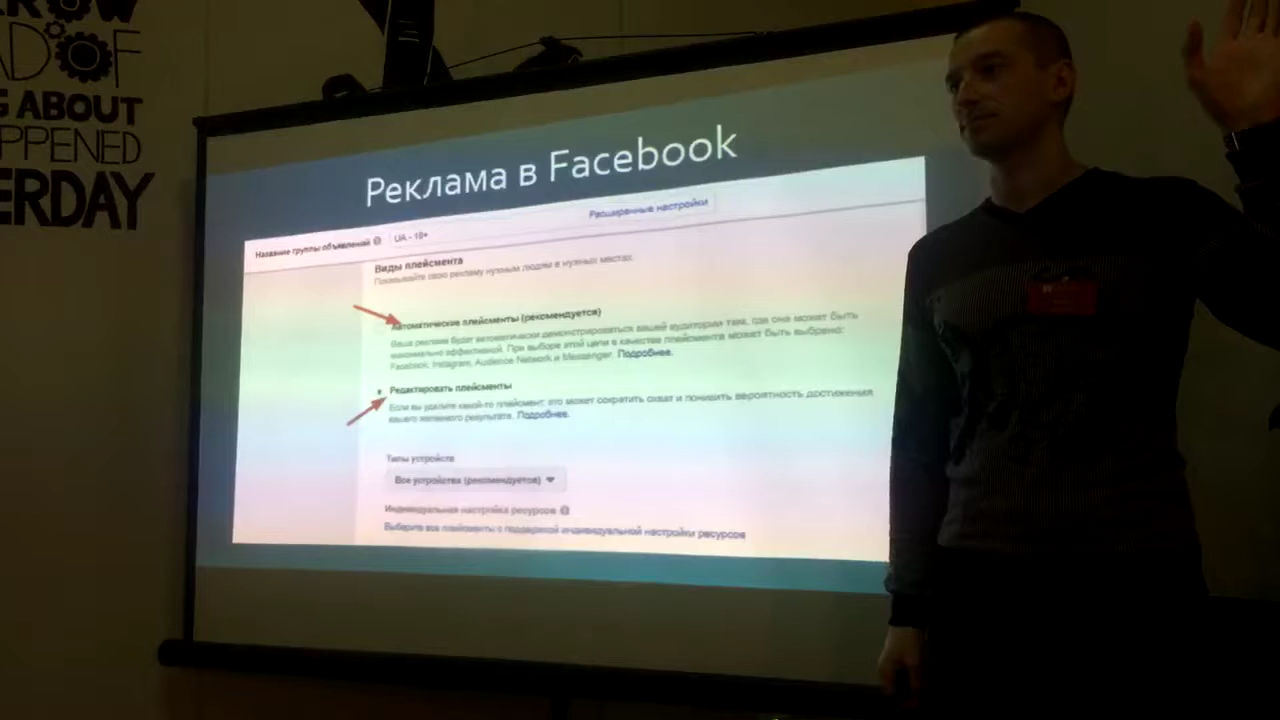 ROW
AD OF
G ABOUT
PPENED
ERDAY
Реклама в Facebook
Расширенные настройки
Название группы объявлений UA - 18+
Виды плейсмента
Показывайте свою рекламу нужным людям в нужных местах.
Автоматические плейсменты (рекомендуется)
Ваша реклама будет автоматически демонстрироваться вашей аудитории там, где она может быть
максимально эффективной. При выборе этой цели в качестве плейсмента может быть выбрано:
Facebook, Instagram, Audience Network и Messenger. Подробнее.
Редактировать плейсменты
Если вы удалите какой-то плейсмент, это может сократить охват и понизить вероятность достижения
вашего желаемого результата. Подробнее.
Типы устройств
Все устройства (рекомендуется)
Индивидуальная настройка ресурсов
Выберите все плейсменты с поддержкой индивидуальной настройки ресурсов